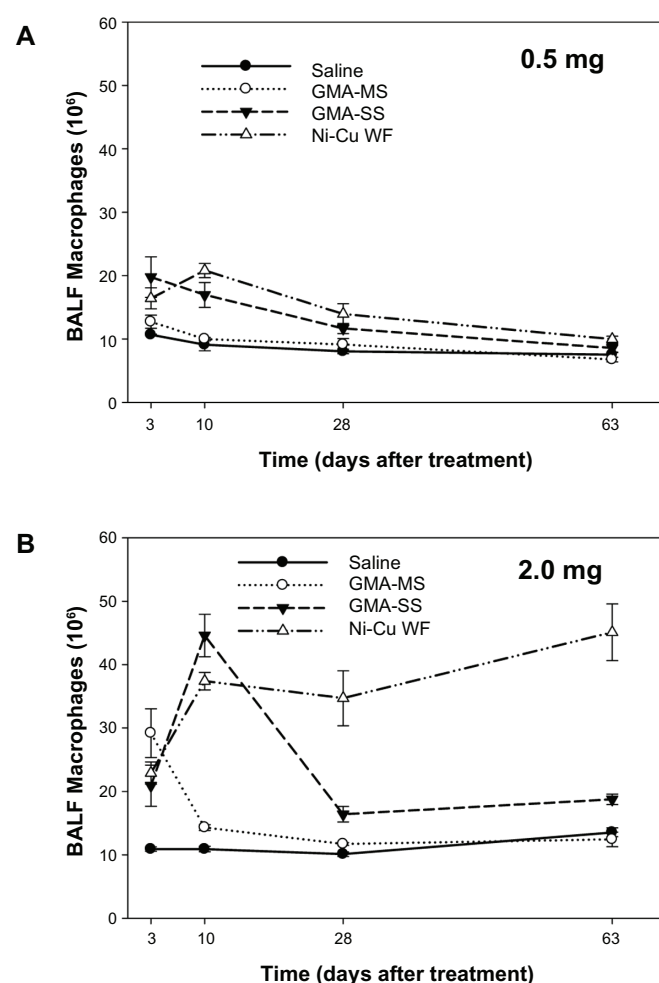 A
0.5 mg
Saline
GMA-MS
GMA-SS
Ni-Cu WF
BALF Macrophages (10⁶)
60
50
40
30
20
10
0
3 10 28 63
Time (days after treatment)
B
2.0 mg
Saline
GMA-MS
GMA-SS
Ni-Cu WF
BALF Macrophages (10⁶)
60
50
40
30
20
10
0
3 10 28 63
Time (days after treatment)